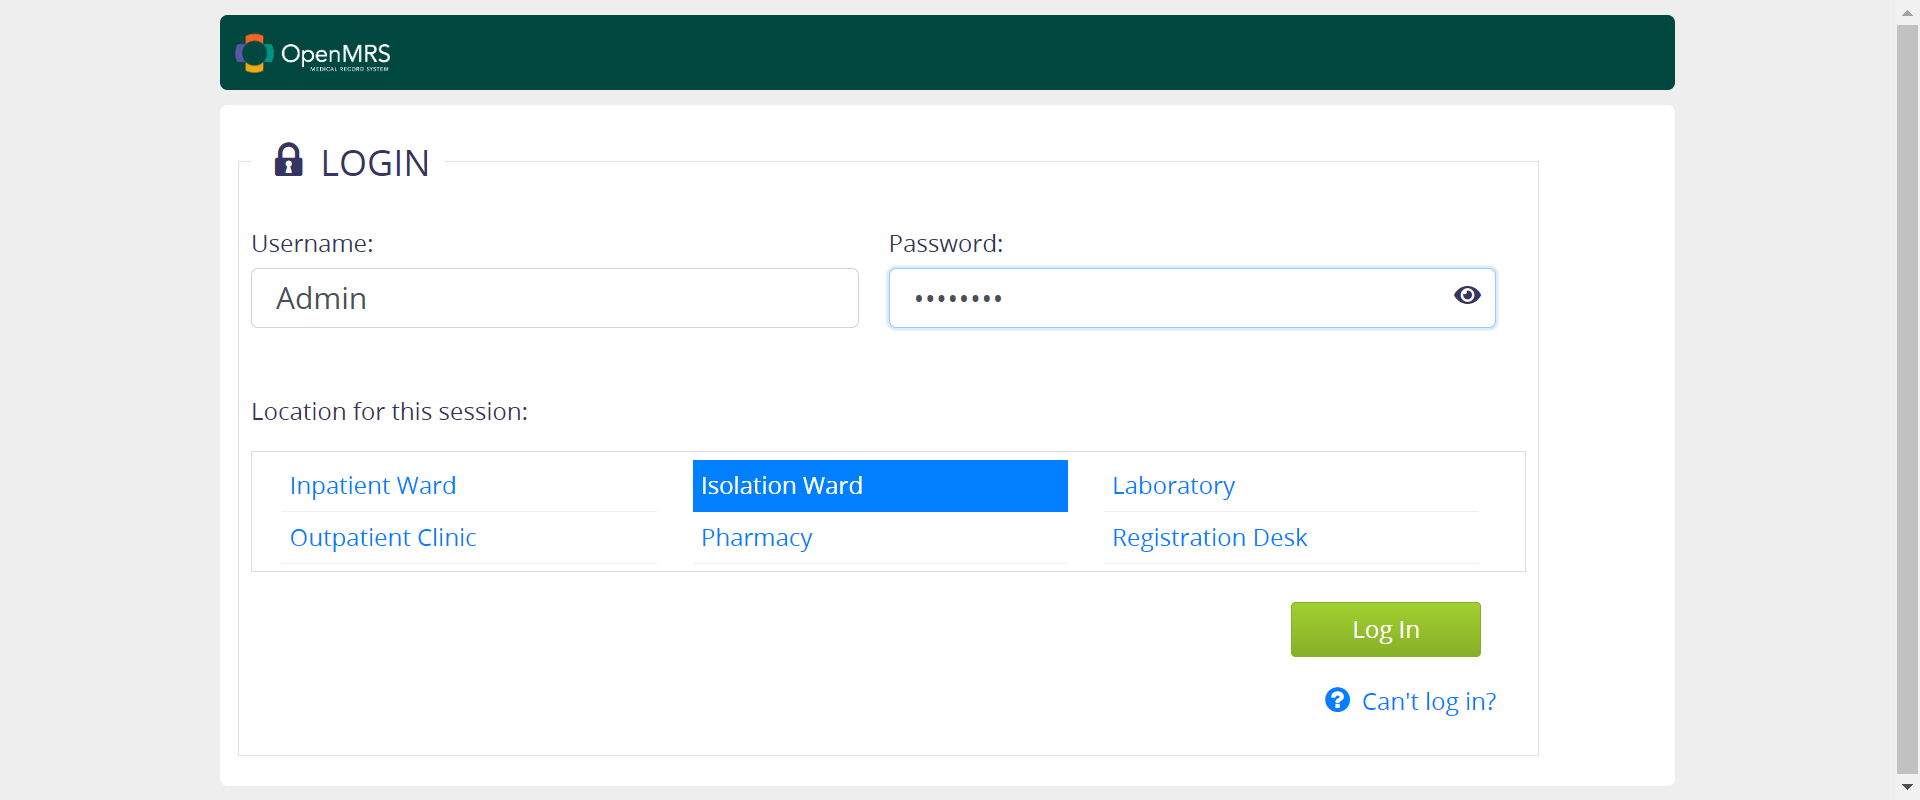 OpenMRS
MEDICAL RECORD SYSTEM
LOGIN
Username:
Password:
Admin
••••••••
Location for this session:
Inpatient Ward
Isolation Ward
Laboratory
Outpatient Clinic
Pharmacy
Registration Desk
Log In
Can't log in?